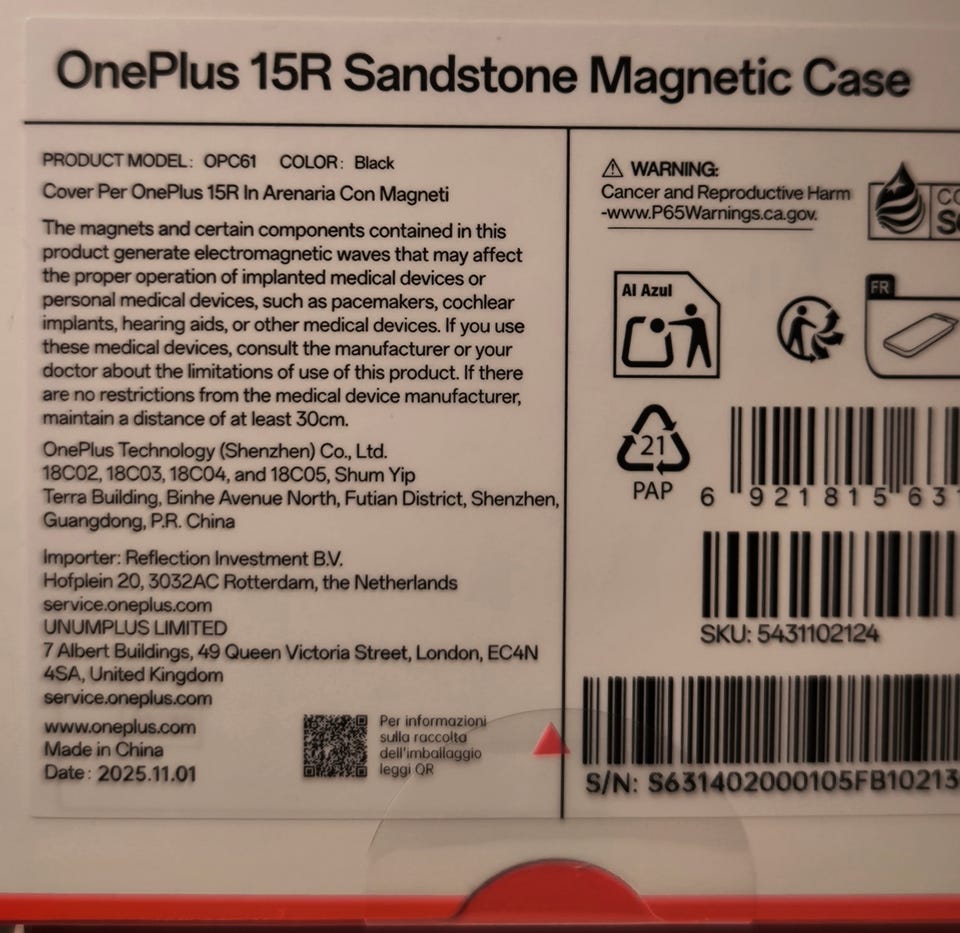 OnePlus 15R Sandstone Magnetic Case
PRODUCT MODEL: OPC61 COLOR: Black
Cover Per OnePlus 15R In Arenaria Con Magneti
The magnets and certain components contained in this
product generate electromagnetic waves that may affect
the proper operation of implanted medical devices or
personal medical devices, such as pacemakers, cochlear
implants, hearing aids, or other medical devices. If you use
these medical devices, consult the manufacturer or your
doctor about the limitations of use of this product. If there
are no restrictions from the medical device manufacturer,
maintain a distance of at least 30cm.
OnePlus Technology (Shenzhen) Co., Ltd.
18C02, 18C03, 18C04, and 18C05, Shum Yip
Terra Building, Binhe Avenue North, Futian District, Shenzhen,
Guangdong, P.R. China
Importer: Reflection Investment B.V.
Hofplein 20, 3032AC Rotterdam, the Netherlands
service.oneplus.com
UNUMPLUS LIMITED
7 Albert Buildings, 49 Queen Victoria Street, London, EC4N
4SA, United Kingdom
service.oneplus.com
www.oneplus.com
Made in China
Date: 2025.11.01
Per informazioni
sulla raccolta
dell'imballaggio
leggi QR
⚠ WARNING:
Cancer and Reproductive Harm
-www.P65Warnings.ca.gov.
Al Azul
FR
21
PAP
6 921815 63
SKU: 5431102124
S/N: S631402000105FB10213